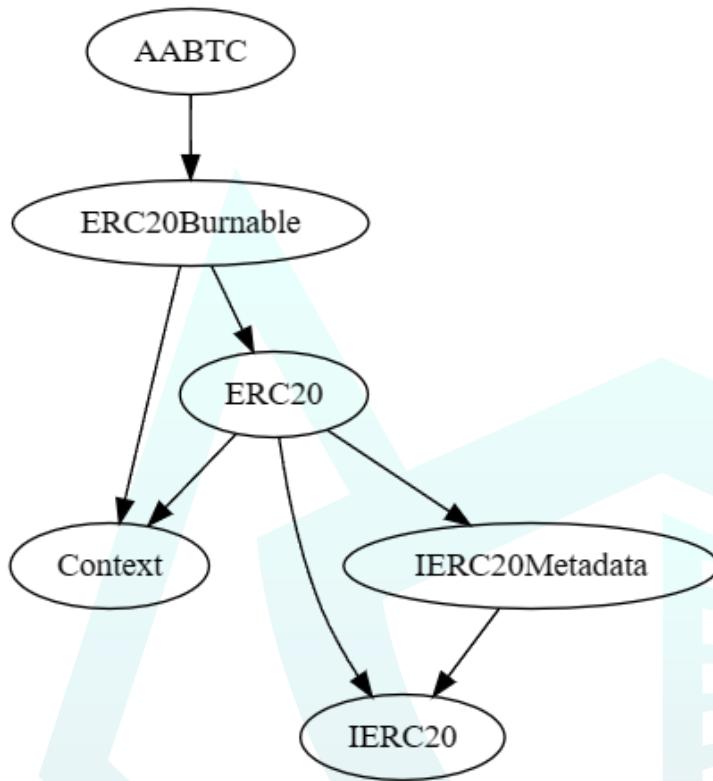 AABTC
ERC20Burnable
ERC20
Context
IERC20Metadata
IERC20